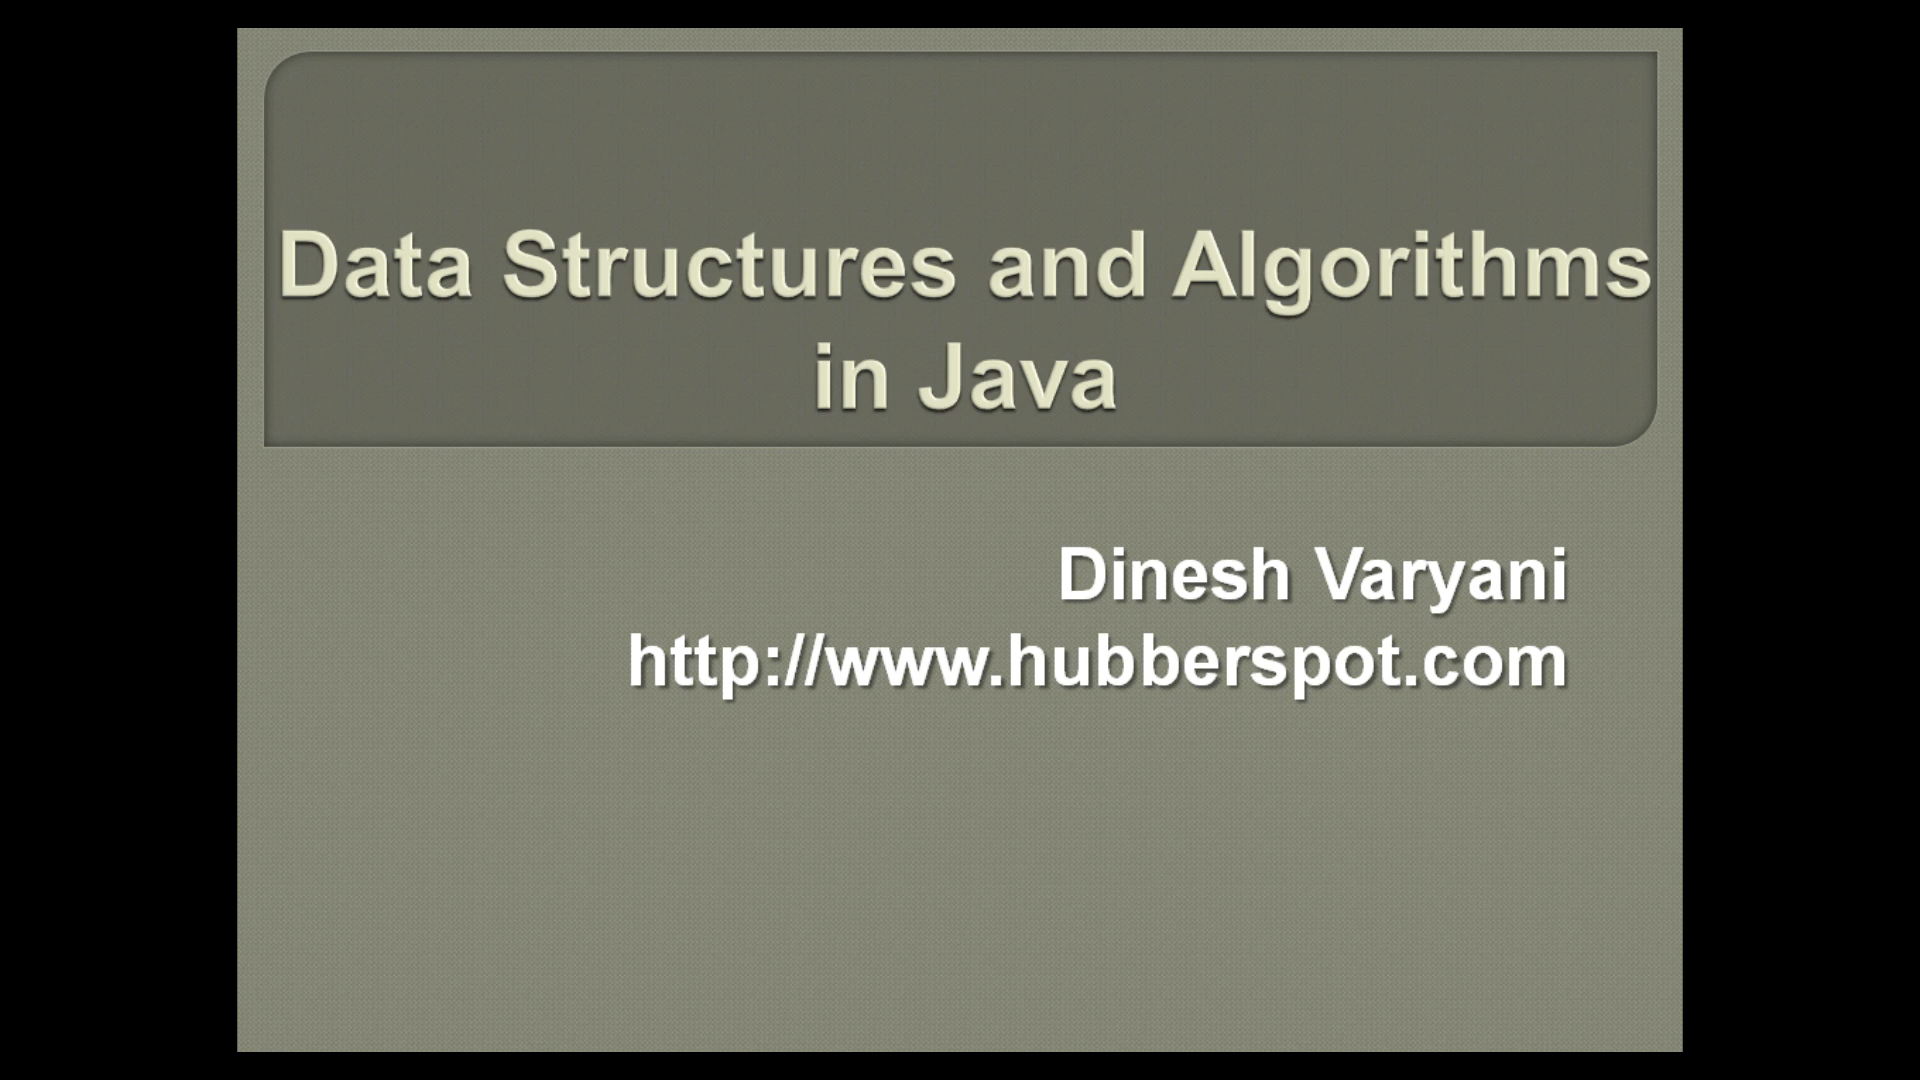 Data Structures and Algorithms
in Java
Dinesh Varyani
http://www.hubberspot.com